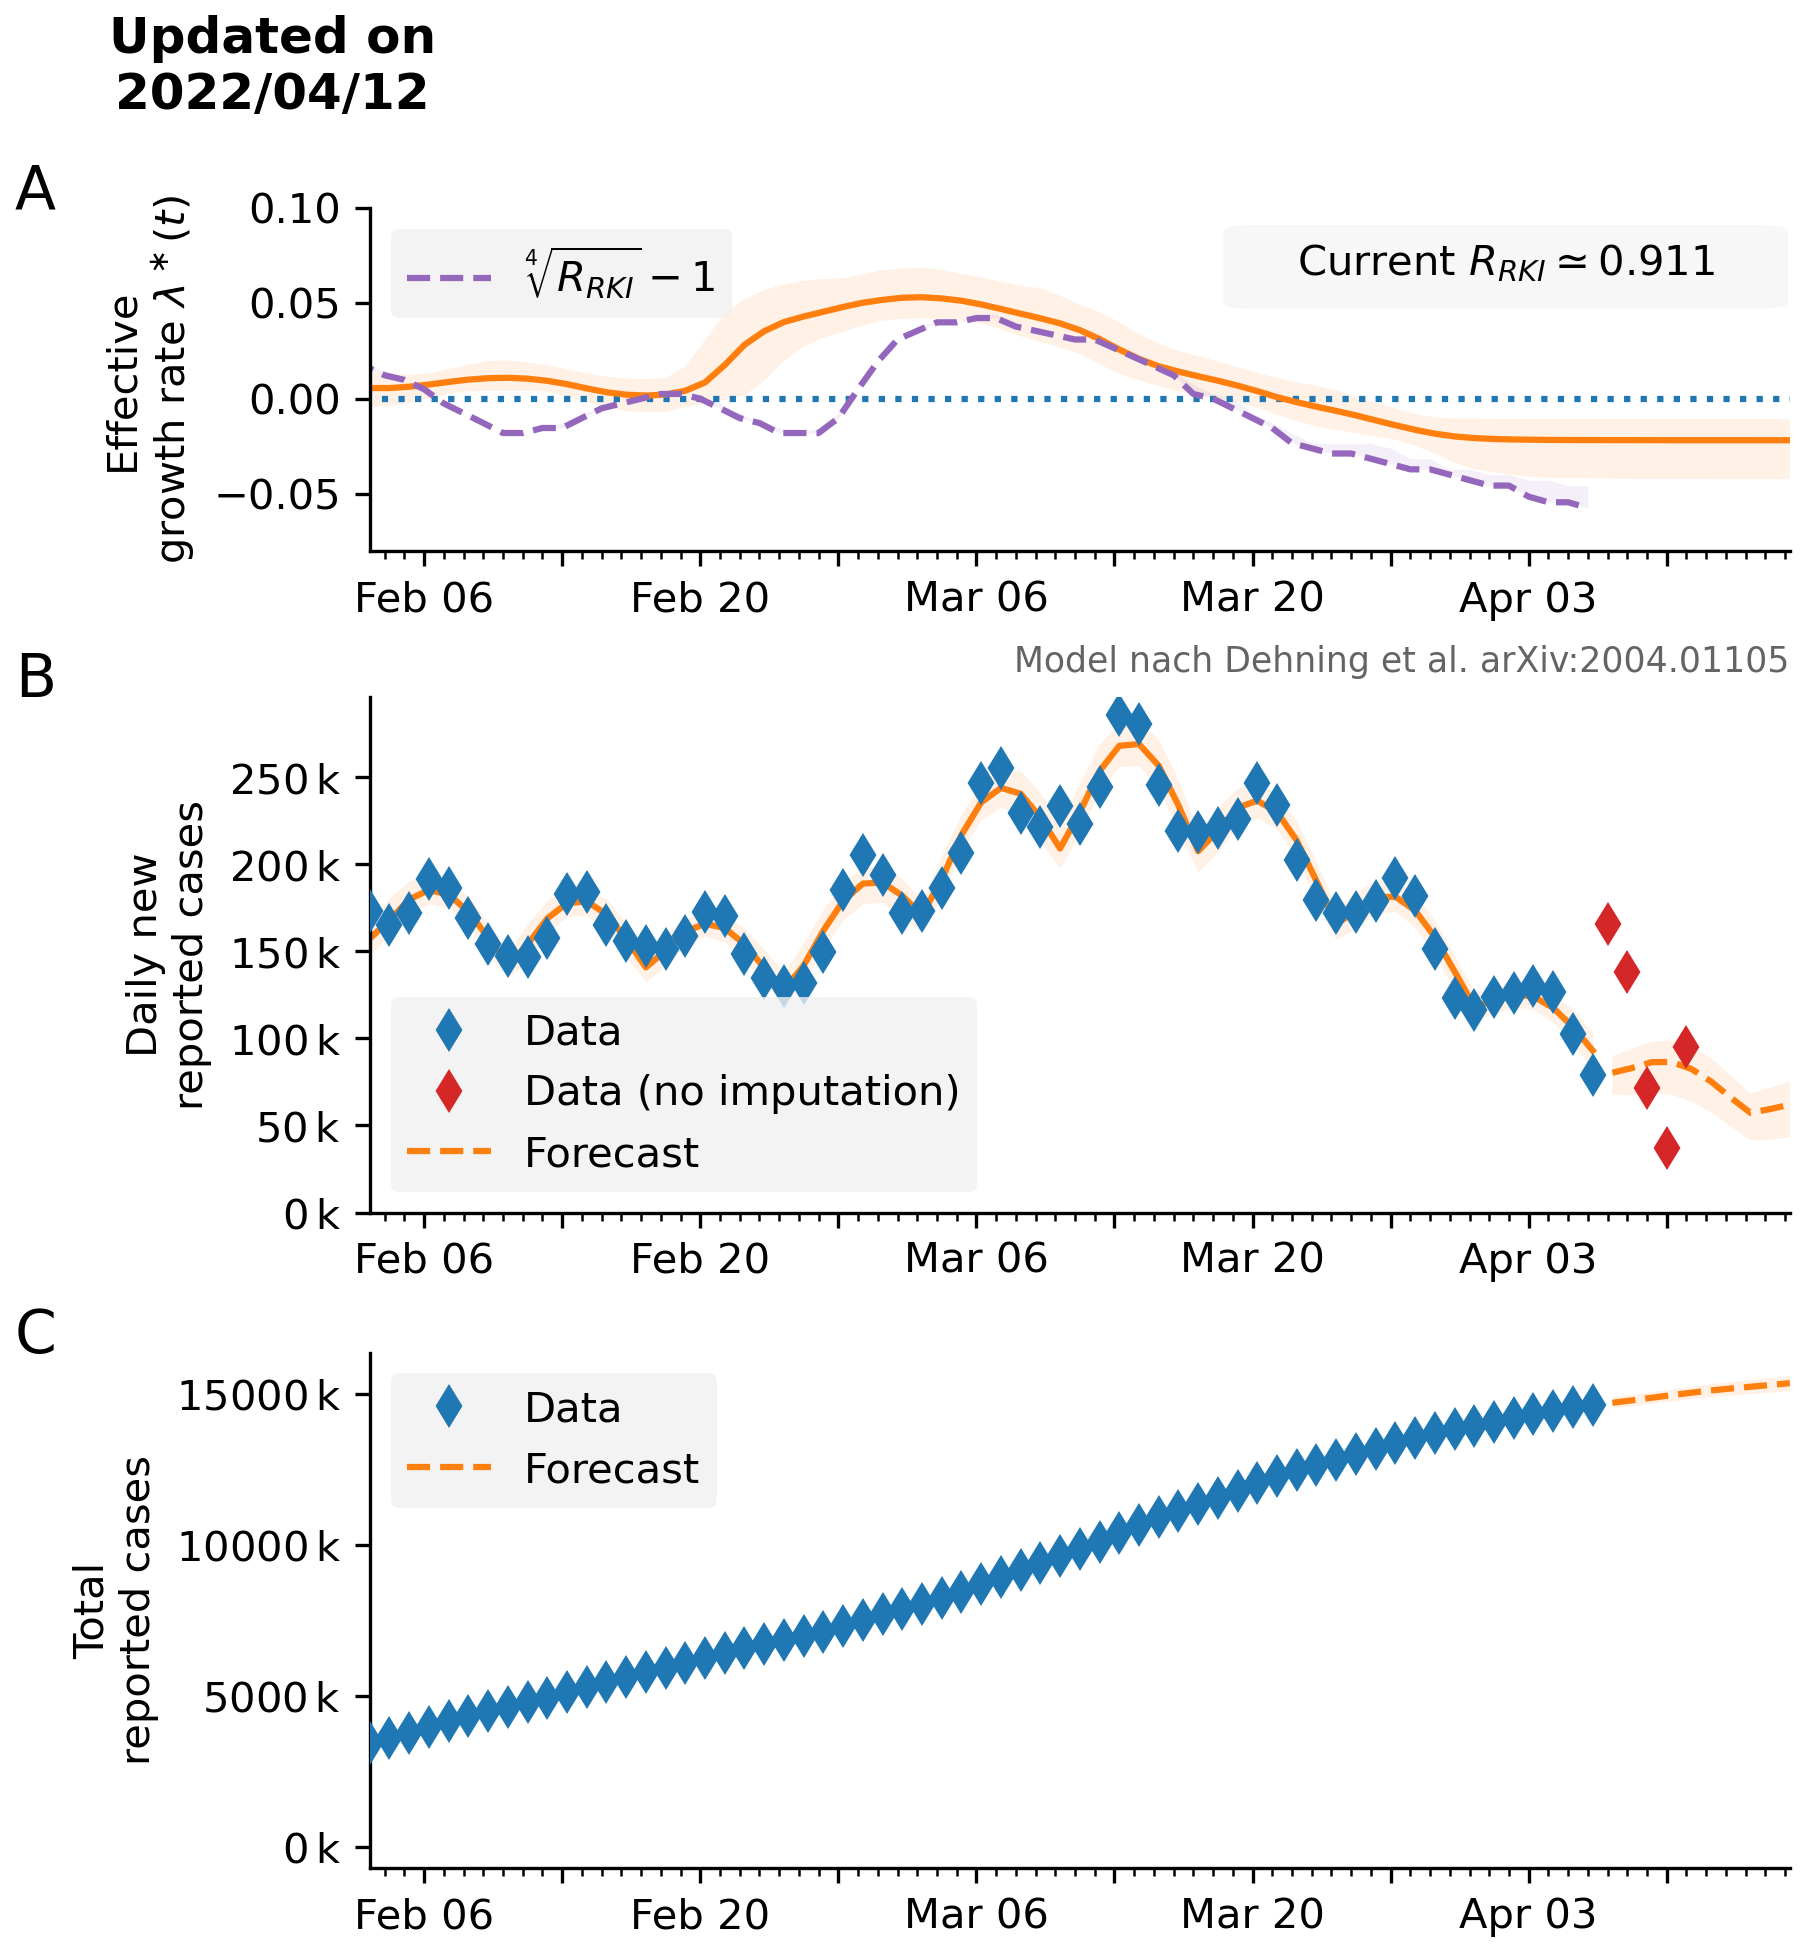 Updated on
2022/04/12
A
Effective
growth rate λ * (t)
0.10
0.05
0.00
−0.05
∜R_RKI − 1
Current R_RKI ≃ 0.911
Feb 06
Feb 20
Mar 06
Mar 20
Apr 03
Model nach Dehning et al. arXiv:2004.01105
B
Daily new
reported cases
250 k
200 k
150 k
100 k
50 k
0 k
Data
Data (no imputation)
Forecast
Feb 06
Feb 20
Mar 06
Mar 20
Apr 03
C
Total
reported cases
15000 k
10000 k
5000 k
0 k
Data
Forecast
Feb 06
Feb 20
Mar 06
Mar 20
Apr 03